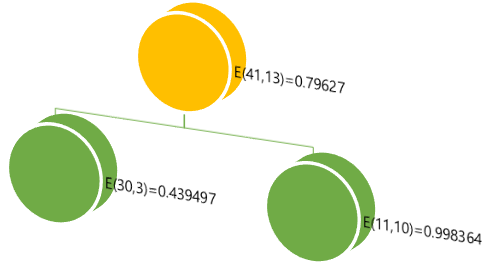 E(41,13)=0.79627
E(30,3)=0.439497
E(11,10)=0.998364